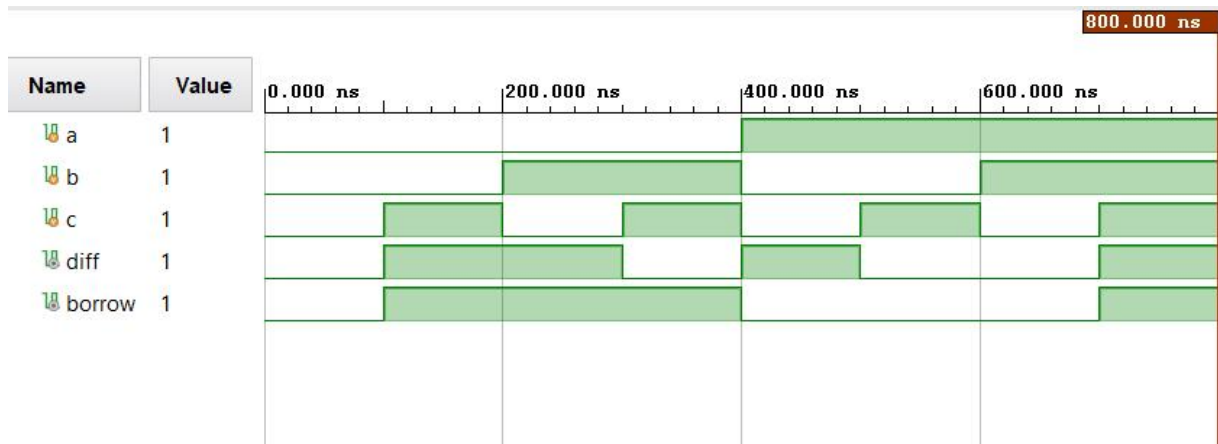 800.000 ns
Name Value 0.000 ns 200.000 ns 400.000 ns 600.000 ns
a 1
b 1
c 1
diff 1
borrow 1